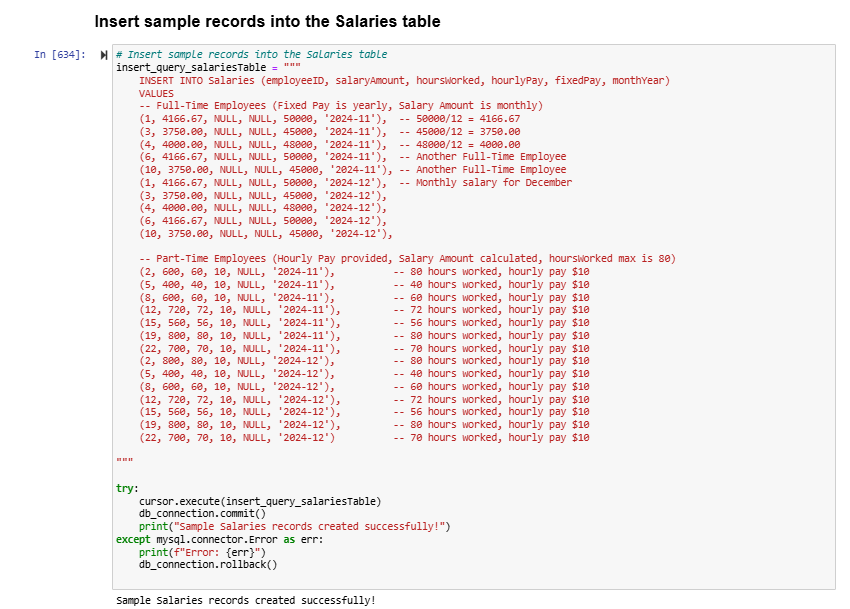 Insert sample records into the Salaries table
In [634]:
# Insert sample records into the Salaries table
insert_query_salariesTable = """
INSERT INTO Salaries (employeeID, salaryAmount, hoursWorked, hourlyPay, fixedPay, monthYear)
VALUES
-- Full-Time Employees (Fixed Pay is yearly, Salary Amount is monthly)
(1, 4166.67, NULL, NULL, 50000, '2024-11'),  -- 50000/12 = 4166.67
(3, 3750.00, NULL, NULL, 45000, '2024-11'),  -- 45000/12 = 3750.00
(4, 4000.00, NULL, NULL, 48000, '2024-11'),  -- 48000/12 = 4000.00
(6, 4166.67, NULL, NULL, 50000, '2024-11'),  -- Another Full-Time Employee
(10, 3750.00, NULL, NULL, 45000, '2024-11'), -- Another Full-Time Employee
(1, 4166.67, NULL, NULL, 50000, '2024-12'),  -- Monthly salary for December
(3, 3750.00, NULL, NULL, 45000, '2024-12'),
(4, 4000.00, NULL, NULL, 48000, '2024-12'),
(6, 4166.67, NULL, NULL, 50000, '2024-12'),
(10, 3750.00, NULL, NULL, 45000, '2024-12'),
-- Part-Time Employees (Hourly Pay provided, Salary Amount calculated, hoursWorked max is 80)
(2, 600, 60, 10, NULL, '2024-11'),          -- 80 hours worked, hourly pay $10
(5, 400, 40, 10, NULL, '2024-11'),          -- 40 hours worked, hourly pay $10
(8, 600, 60, 10, NULL, '2024-11'),          -- 60 hours worked, hourly pay $10
(12, 720, 72, 10, NULL, '2024-11'),         -- 72 hours worked, hourly pay $10
(15, 560, 56, 10, NULL, '2024-11'),         -- 56 hours worked, hourly pay $10
(19, 800, 80, 10, NULL, '2024-11'),         -- 80 hours worked, hourly pay $10
(22, 700, 70, 10, NULL, '2024-11'),         -- 70 hours worked, hourly pay $10
(2, 800, 80, 10, NULL, '2024-12'),          -- 80 hours worked, hourly pay $10
(5, 400, 40, 10, NULL, '2024-12'),          -- 40 hours worked, hourly pay $10
(8, 600, 60, 10, NULL, '2024-12'),          -- 60 hours worked, hourly pay $10
(12, 720, 72, 10, NULL, '2024-12'),         -- 72 hours worked, hourly pay $10
(15, 560, 56, 10, NULL, '2024-12'),         -- 56 hours worked, hourly pay $10
(19, 800, 80, 10, NULL, '2024-12'),         -- 80 hours worked, hourly pay $10
(22, 700, 70, 10, NULL, '2024-12')          -- 70 hours worked, hourly pay $10
"""
try:
cursor.execute(insert_query_salariesTable)
db_connection.commit()
print("Sample Salaries records created successfully!")
except mysql.connector.Error as err:
print(f"Error: {err}")
db_connection.rollback()
Sample Salaries records created successfully!